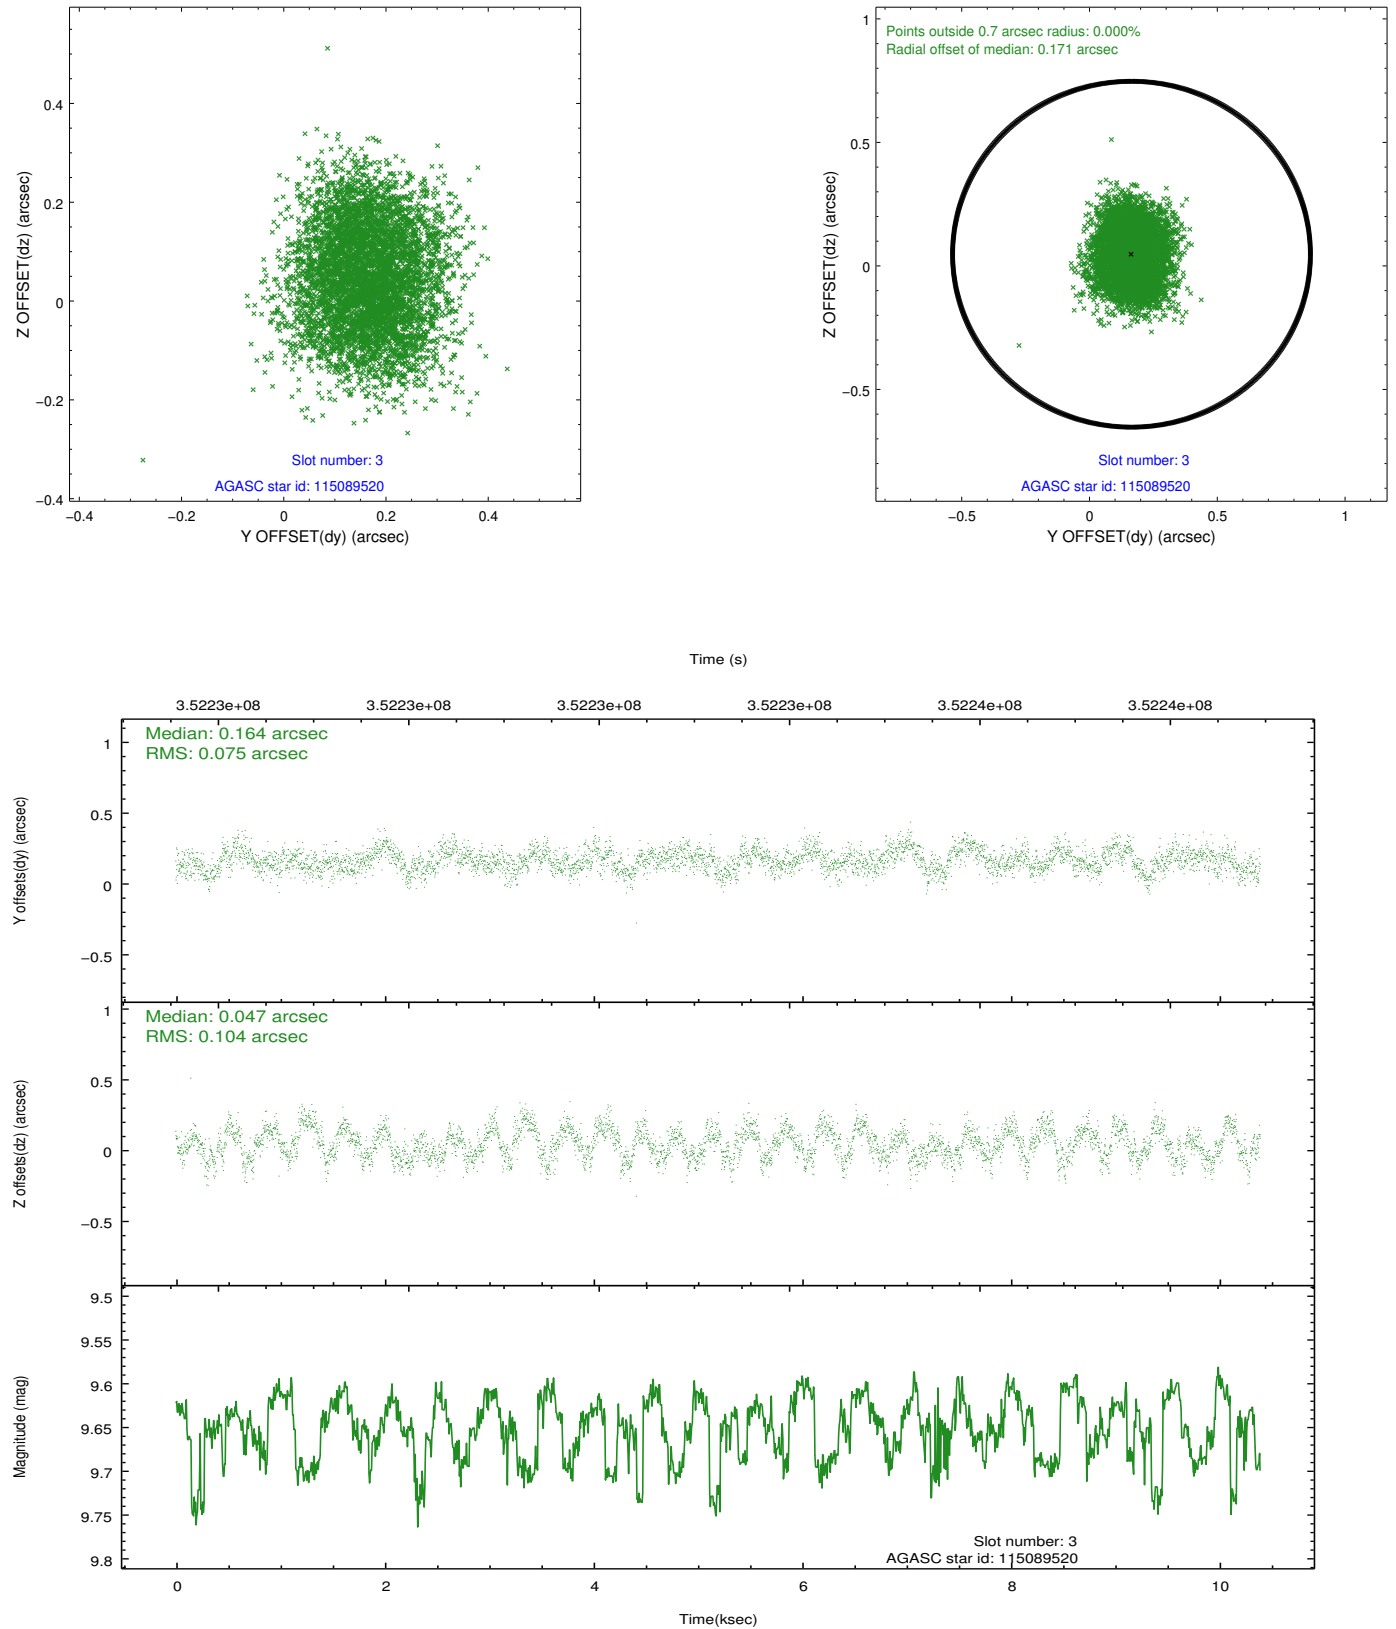 Z OFFSET(dz) (arcsec)
0.4
0.2
0
−0.2
−0.4
−0.4
−0.2
0
0.2
0.4
Y OFFSET(dy) (arcsec)
Slot number: 3
AGASC star id: 115089520
Points outside 0.7 arcsec radius: 0.000%
Radial offset of median: 0.171 arcsec
Z OFFSET(dz) (arcsec)
1
0.5
0
−0.5
−0.5
0
0.5
1
Y OFFSET(dy) (arcsec)
Slot number: 3
AGASC star id: 115089520
Time (s)
3.5223e+08
3.5223e+08
3.5223e+08
3.5223e+08
3.5224e+08
3.5224e+08
Median: 0.164 arcsec
RMS: 0.075 arcsec
Y offsets(dy) (arcsec)
1
0.5
0
−0.5
Median: 0.047 arcsec
RMS: 0.104 arcsec
Z offsets(dz) (arcsec)
1
0.5
0
−0.5
Magnitude (mag)
9.5
9.55
9.6
9.65
9.7
9.75
9.8
Slot number: 3
AGASC star id: 115089520
0
2
4
6
8
10
Time(ksec)